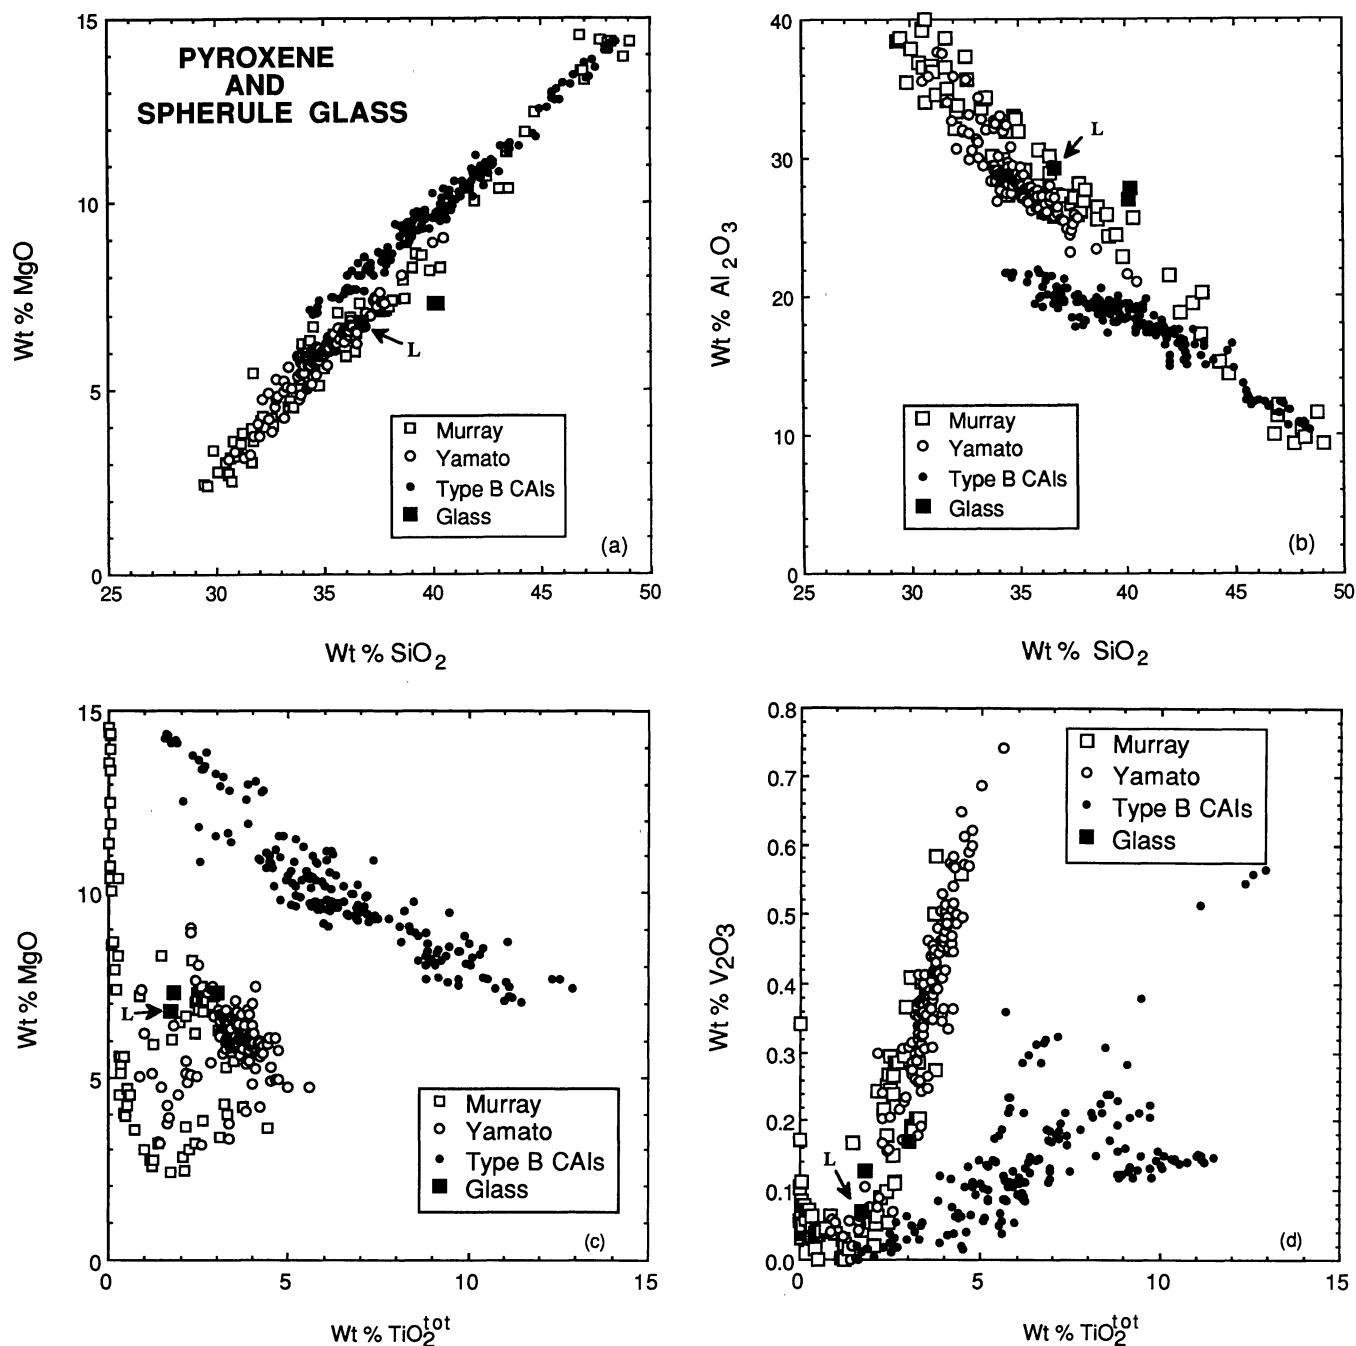 PYROXENE
AND
SPHERULE GLASS
15
10
5
0
Wt % MgO
L
Murray
Yamato
Type B CAIs
Glass
(a)
25 30 35 40 45 50
Wt % SiO2
40
30
20
10
0
Wt % Al2O3
L
Murray
Yamato
Type B CAIs
Glass
(b)
25 30 35 40 45 50
Wt % SiO2
15
10
5
0
Wt % MgO
L
Murray
Yamato
Type B CAIs
Glass
(c)
0 5 10 15
Wt % TiO2tot
0.8
0.7
0.6
0.5
0.4
0.3
0.2
0.1
0.0
Wt % V2O3
L
Murray
Yamato
Type B CAIs
Glass
(d)
0 5 10 15
Wt % TiO2tot